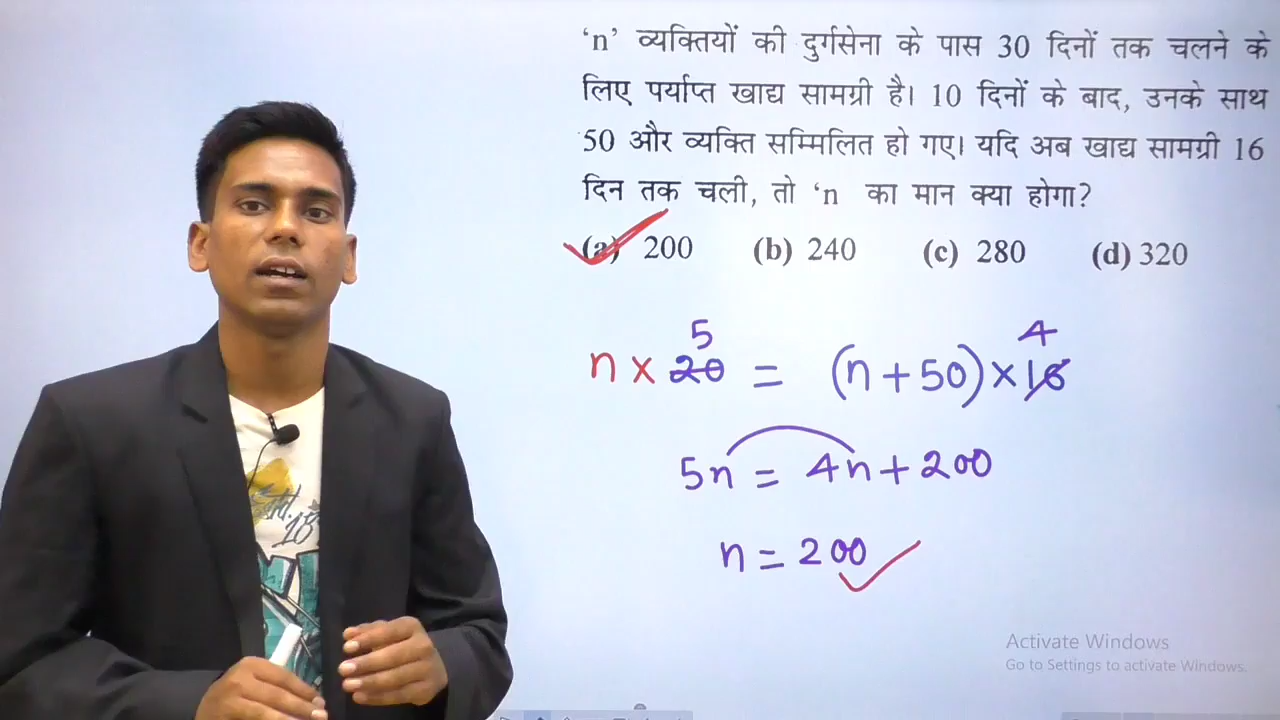 'n' व्यक्तियों की दुर्गसेना के पास 30 दिनों तक चलने के
लिए पर्याप्त खाद्य सामग्री है। 10 दिनों के बाद, उनके साथ
50 और व्यक्ति सम्मिलित हो गए। यदि अब खाद्य सामग्री 16
दिन तक चली, तो 'n का मान क्या होगा?
(a) 200 (b) 240 (c) 280 (d) 320
5 4
n × 20 = (n + 50) × 16
5n = 4n + 200
n = 200
Activate Windows
Go to Settings to activate Windows.